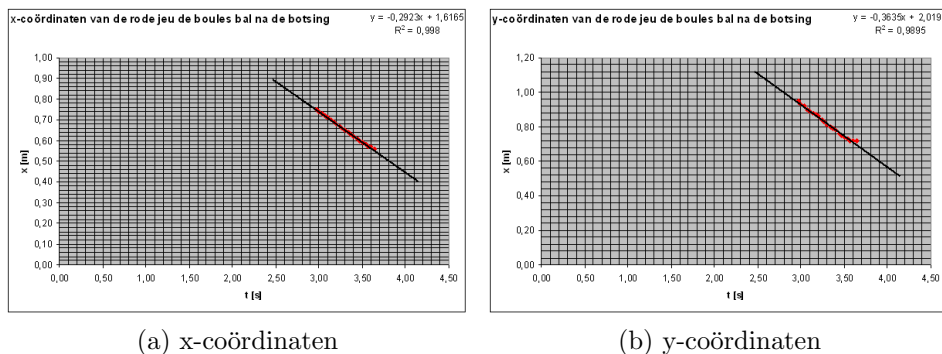 x-coördinaten van de rode jeu de boules bal na de botsing
y = -0,2923x + 1,6165
R² = 0,998
1,00
0,90
0,80
0,70
0,60
0,50
0,40
0,30
0,20
0,10
0,00
x [m]
0,00 0,50 1,00 1,50 2,00 2,50 3,00 3,50 4,00 4,50
t [s]
(a) x-coördinaten
y-coördinaten van de rode jeu de boules bal na de botsing
y = -0,3635x + 2,019
R² = 0,9895
1,20
1,00
0,80
0,60
0,40
0,20
0,00
x [m]
0,00 0,50 1,00 1,50 2,00 2,50 3,00 3,50 4,00 4,50
t [s]
(b) y-coördinaten